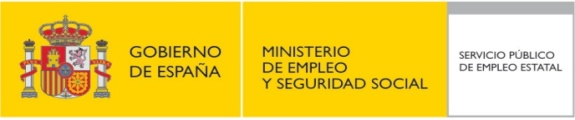 GOBIERNO
DE ESPAÑA
MINISTERIO
DE EMPLEO
Y SEGURIDAD SOCIAL
SERVICIO PÚBLICO
DE EMPLEO ESTATAL